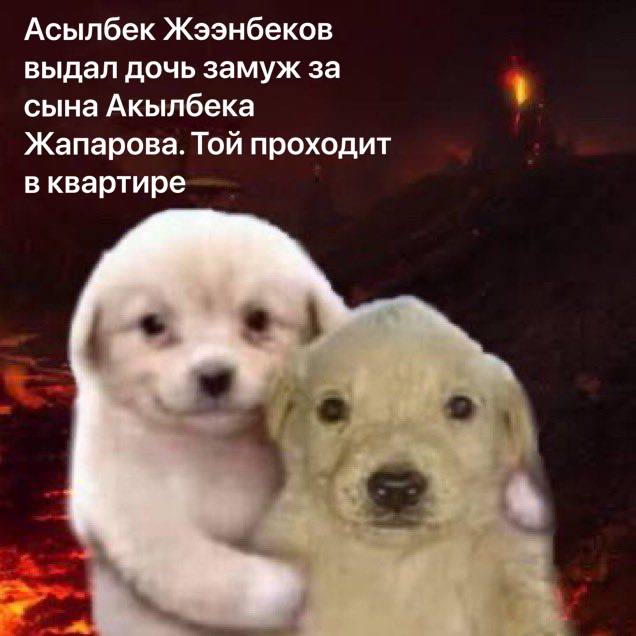 Асылбек Жээнбеков
выдал дочь замуж за
сына Акылбека
Жапарова. Той проходит
в квартире